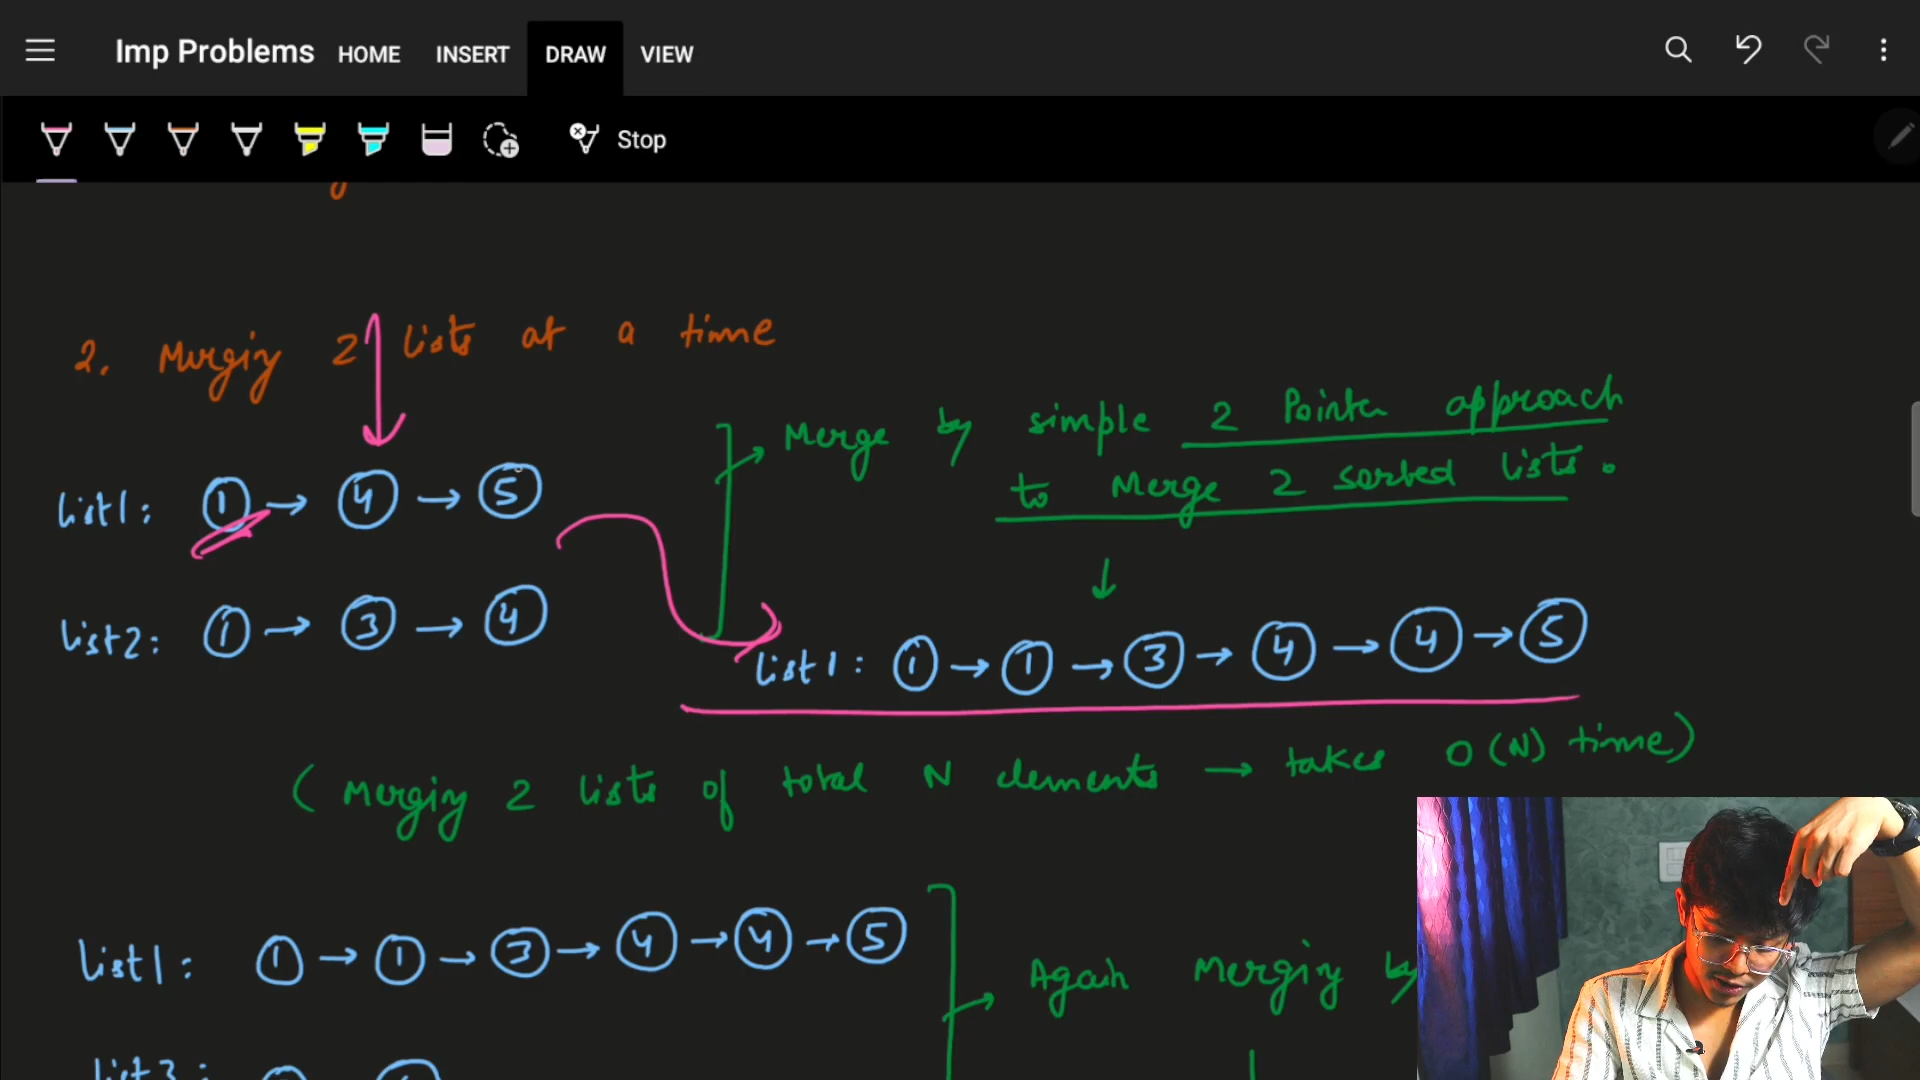 Imp Problems HOME INSERT DRAW VIEW
Stop
2. Merging 2 lists at a time
Merge by simple 2 Pointer approach
to Merge 2 sorted lists.
List1: 1 → 4 → 5
List2: 1 → 3 → 4
List1: 1 → 1 → 3 → 4 → 4 → 5
(Merging 2 lists of total N elements → takes O(N) time)
List1: 1 → 1 → 3 → 4 → 4 → 5
Again Merging by
List3: